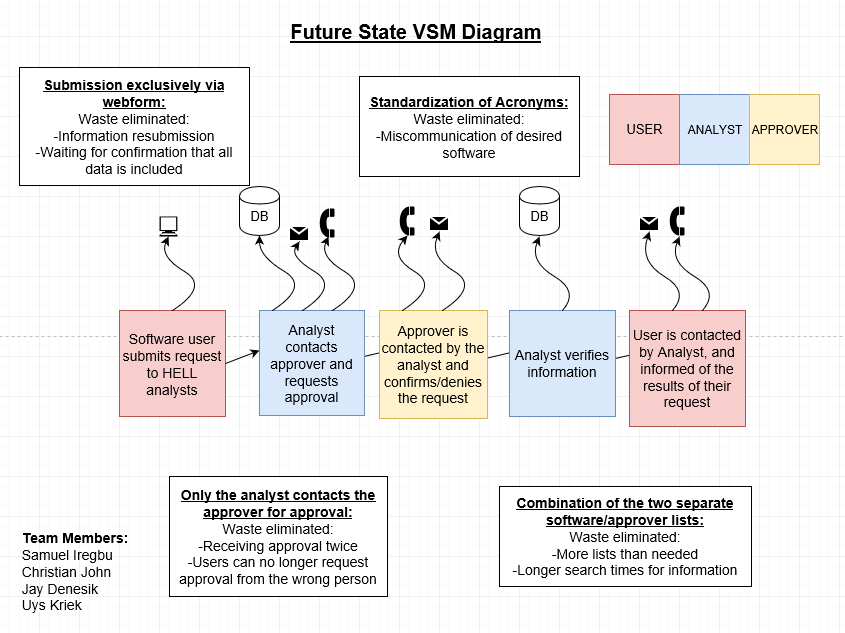 Future State VSM Diagram
Submission exclusively via
webform:
Waste eliminated:
-Information resubmission
-Waiting for confirmation that all
data is included
Standardization of Acronyms:
Waste eliminated:
-Miscommunication of desired
software
USER
ANALYST
APPROVER
DB
DB
Software user
submits request
to HELL
analysts
Analyst
contacts
approver and
requests
approval
Approver is
contacted by the
analyst and
confirms/denies
the request
Analyst verifies
information
User is contacted
by Analyst, and
informed of the
results of their
request
Only the analyst contacts the
approver for approval:
Waste eliminated:
-Receiving approval twice
-Users can no longer request
approval from the wrong person
Combination of the two separate
software/approver lists:
Waste eliminated:
-More lists than needed
-Longer search times for information
Team Members:
Samuel Iregbu
Christian John
Jay Denesik
Uys Kriek